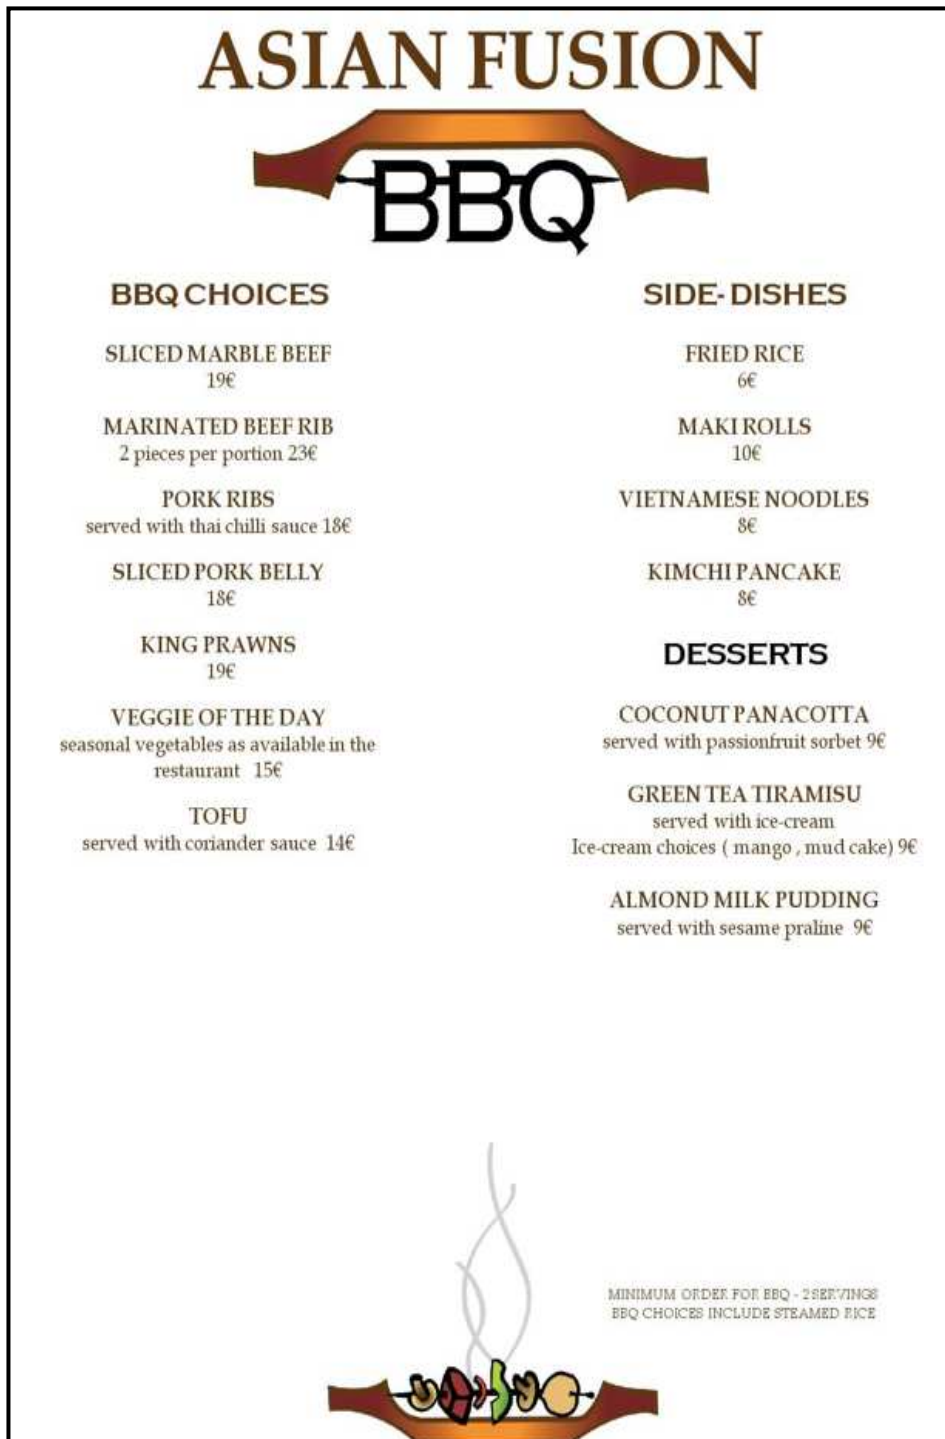 ASIAN FUSION
BBQ
BBQ CHOICES
SLICED MARBLE BEEF
19€
MARINATED BEEF RIB
2 pieces per portion 23€
PORK RIBS
served with thai chilli sauce 18€
SLICED PORK BELLY
18€
KING PRAWNS
19€
VEGGIE OF THE DAY
seasonal vegetables as available in the
restaurant 15€
TOFU
served with coriander sauce 14€
SIDE- DISHES
FRIED RICE
6€
MAKI ROLLS
10€
VIETNAMESE NOODLES
8€
KIMCHI PANCAKE
8€
DESSERTS
COCONUT PANACOTTA
served with passionfruit sorbet 9€
GREEN TEA TIRAMISU
served with ice-cream
Ice-cream choices ( mango , mud cake) 9€
ALMOND MILK PUDDING
served with sesame praline 9€
MINIMUM ORDER FOR BBQ - 2 SERVINGS
BBQ CHOICES INCLUDE STEAMED RICE